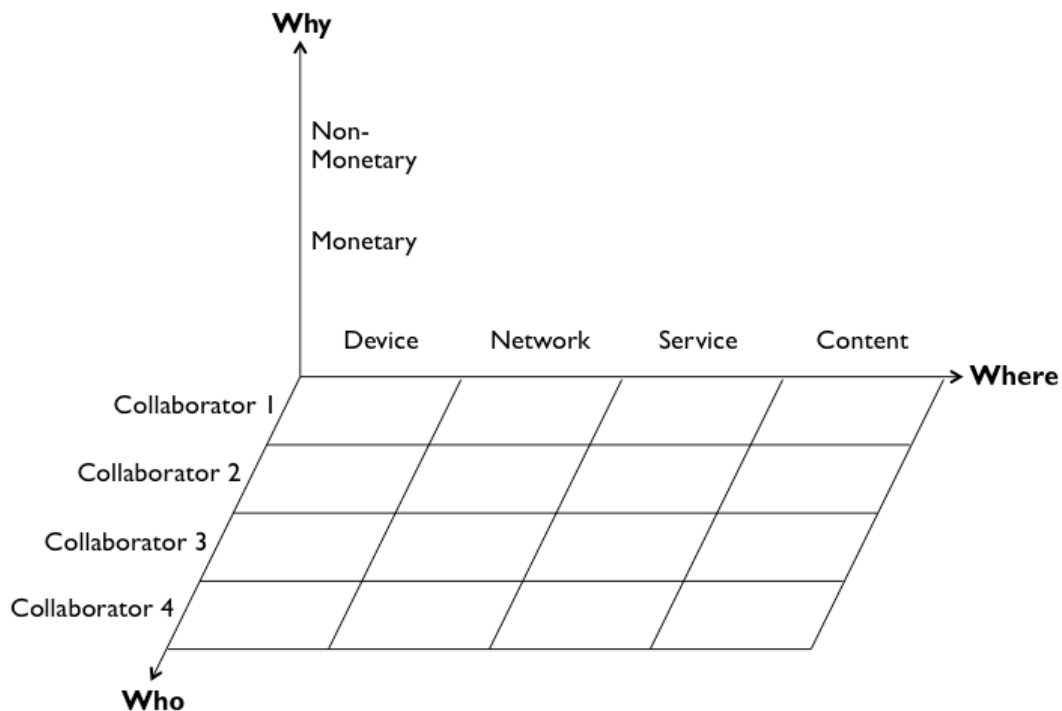 Why
Non-
Monetary
Monetary
Device Network Service Content
Where
Collaborator 1
Collaborator 2
Collaborator 3
Collaborator 4
Who